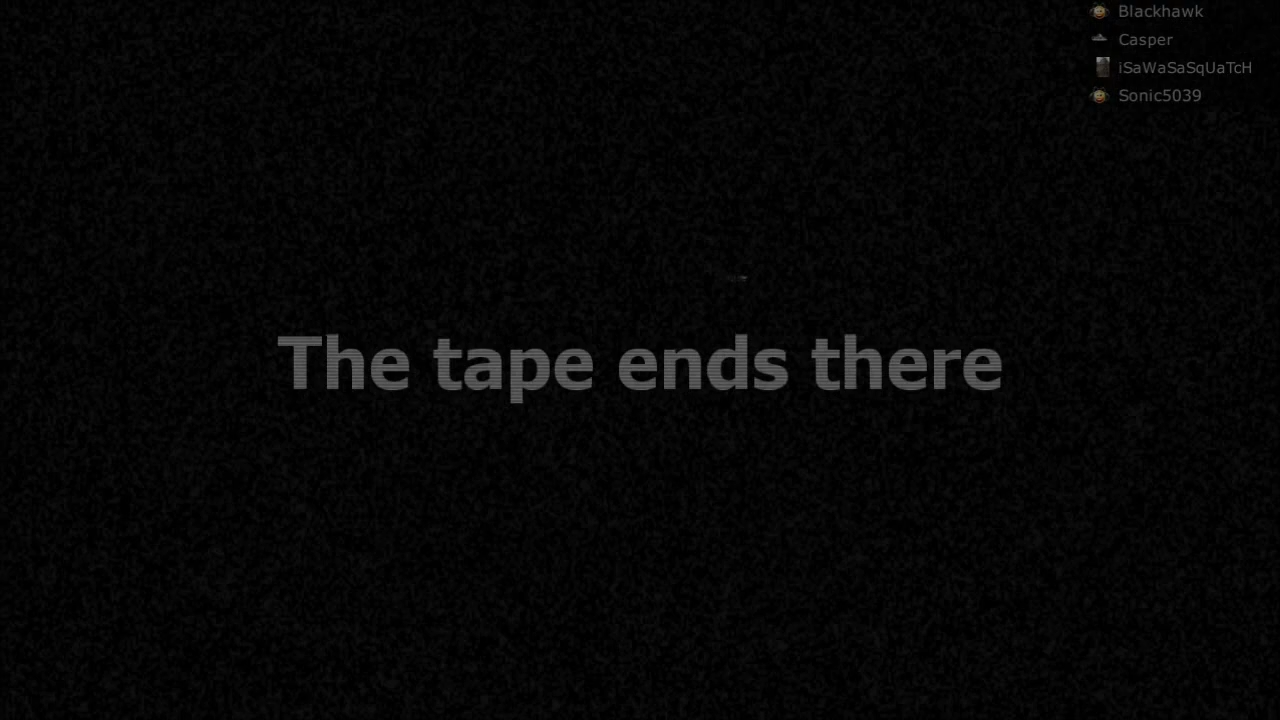 Blackhawk
Casper
iSaWaSaSqUaTcH
Sonic5039
The tape ends there